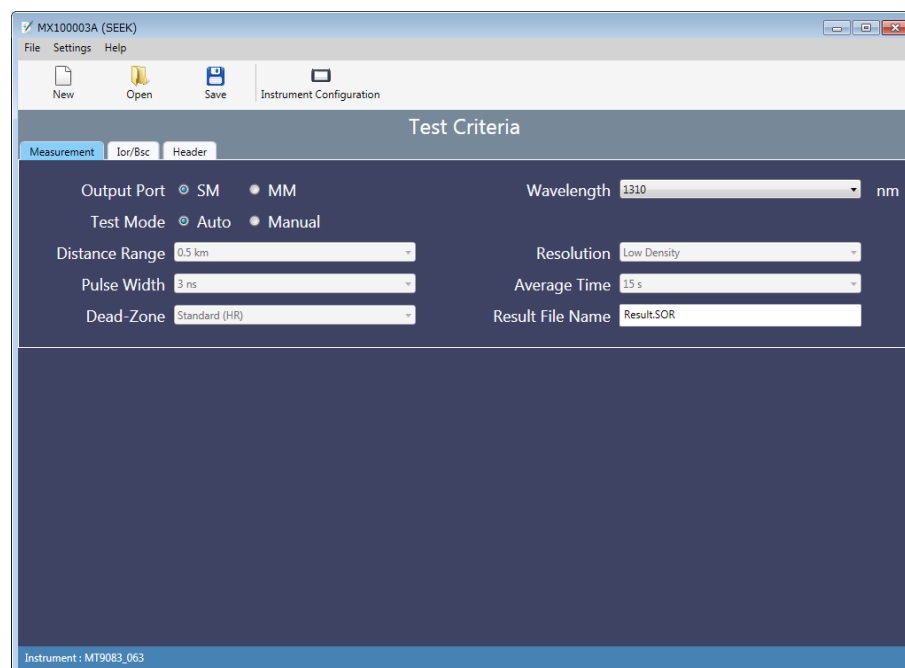 MX100003A (SEEK)
File Settings Help
New Open Save Instrument Configuration
Test Criteria
Measurement Ior/Bsc Header
Output Port SM MM Wavelength 1310 nm
Test Mode Auto Manual
Distance Range 0.5 km Resolution Low Density
Pulse Width 3 ns Average Time 15 s
Dead-Zone Standard (HR) Result File Name Result.SOR
Instrument : MT9083_063